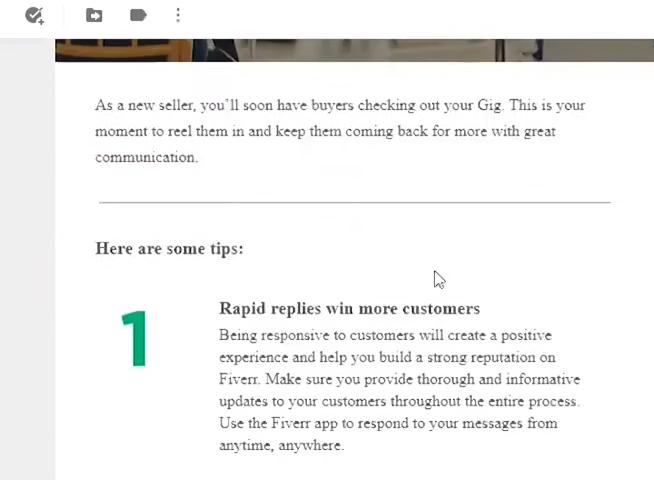 As a new seller, you'll soon have buyers checking out your Gig. This is your
moment to reel them in and keep them coming back for more with great
communication.
Here are some tips:
1
Rapid replies win more customers
Being responsive to customers will create a positive
experience and help you build a strong reputation on
Fiverr. Make sure you provide thorough and informative
updates to your customers throughout the entire process.
Use the Fiverr app to respond to your messages from
anytime, anywhere.